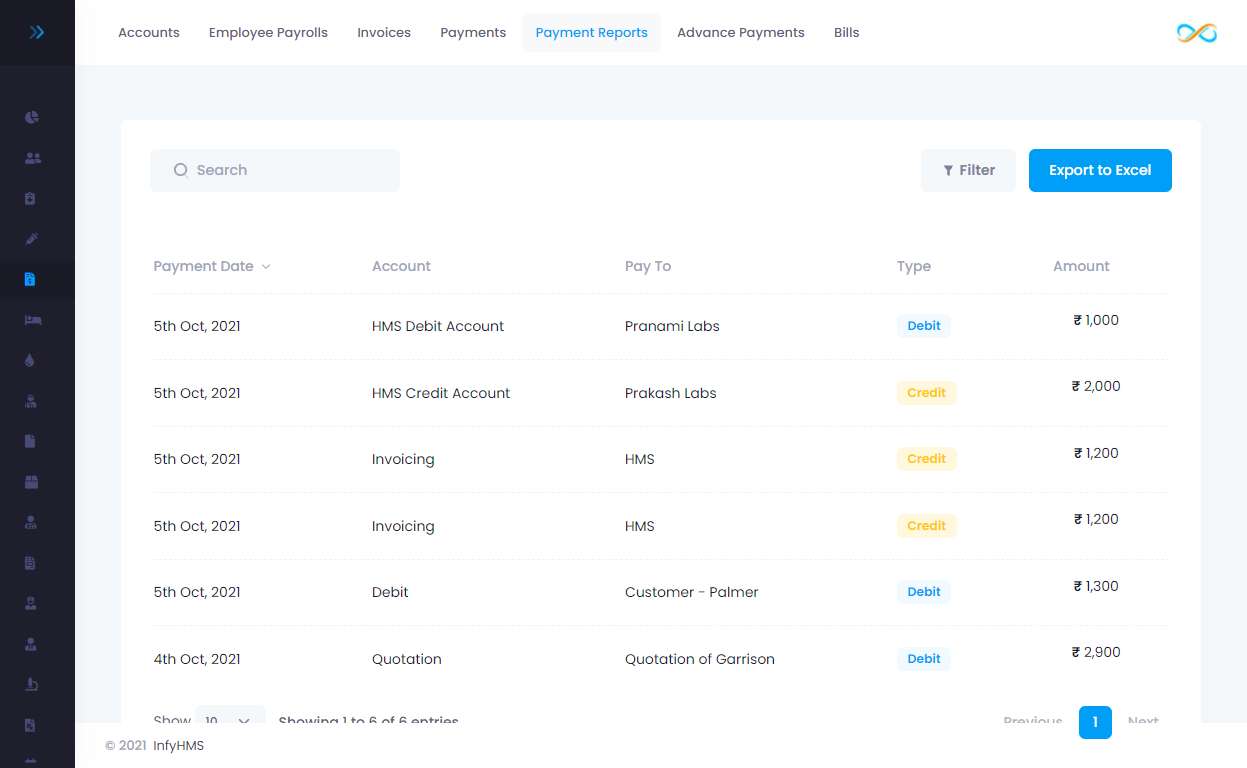 Accounts Employee Payrolls Invoices Payments Payment Reports Advance Payments Bills
Search Filter Export to Excel
Payment Date Account Pay To Type Amount
5th Oct, 2021 HMS Debit Account Pranami Labs Debit ₹ 1,000
5th Oct, 2021 HMS Credit Account Prakash Labs Credit ₹ 2,000
5th Oct, 2021 Invoicing HMS Credit ₹ 1,200
5th Oct, 2021 Invoicing HMS Credit ₹ 1,200
5th Oct, 2021 Debit Customer - Palmer Debit ₹ 1,300
4th Oct, 2021 Quotation Quotation of Garrison Debit ₹ 2,900
Show 10 Showing 1 to 6 of 6 entries Previous 1 Next
© 2021 InfyHMS